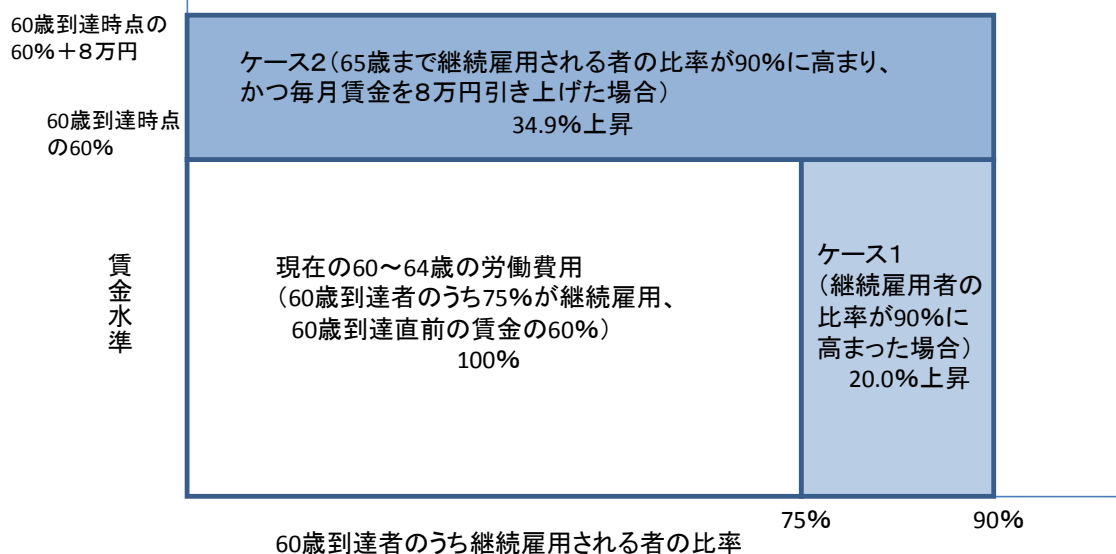 60歳到達時点の
60%+8万円
ケース2(65歳まで継続雇用される者の比率が90%に高まり、
かつ毎月賃金を8万円引き上げた場合)
34.9%上昇
60歳到達時点
の60%
賃金水準
現在の60~64歳の労働費用
(60歳到達者のうち75%が継続雇用、
60歳到達直前の賃金の60%)
100%
ケース1
(継続雇用者の
比率が90%に
高まった場合)
20.0%上昇
75%
90%
60歳到達者のうち継続雇用される者の比率